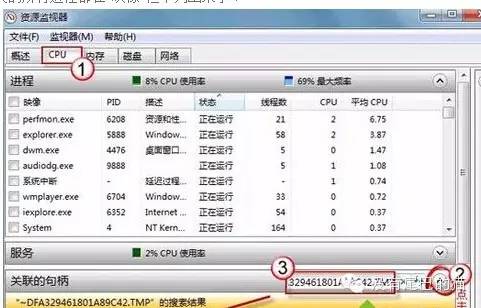 资源监视器
文件(F) 监视器(M) 帮助(H)
概述 CPU 内存 磁盘 网络
①
进程 8% CPU 使用率 69% 最大频率
映像 PID 描述 状态 线程数 CPU 平均 CPU
perfmon.exe 6208 资源和性... 正在运行 21 2 6.75
explorer.exe 5888 Window... 正在运行 58 2 3.87
dwm.exe 4476 桌面窗口... 正在运行 5 0 1.47
audiodg.exe 9888 正在运行 5 1 1.08
系统中断 - 延迟过程... 正在运行 - 1 0.74
wmplayer.exe 6704 Window... 正在运行 33 0 0.72
iexplore.exe 6352 Internet ... 正在运行 54 0 0.37
System 4 NT Kern... 正在运行 164 0 0.37
服务 2% CPU 使用率
③ ②
关联的句柄 329461801A89C42.TMP
"~DFA329461801A89C42.TMP" 的搜索结果